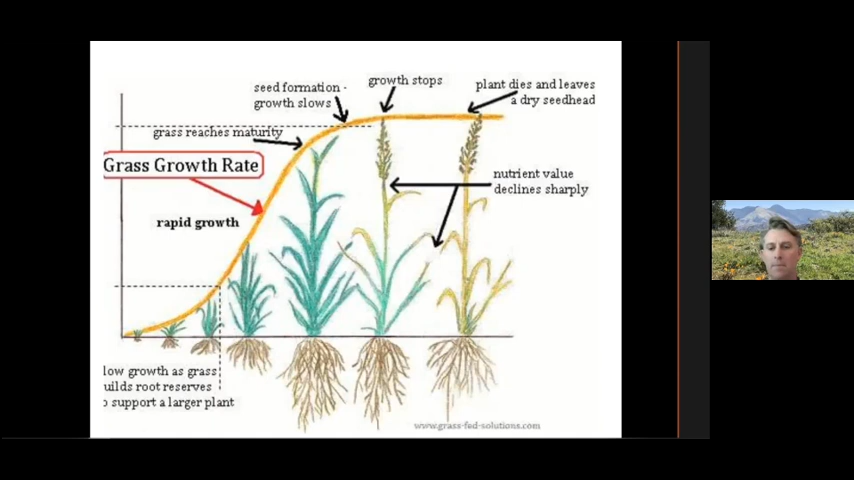 seed formation -
growth slows
growth stops
plant dies and leaves
a dry seedhead
grass reaches maturity
Grass Growth Rate
nutrient value
declines sharply
rapid growth
low growth as grass
uilds root reserves
o support a larger plant
www.grass-fed-solutions.com